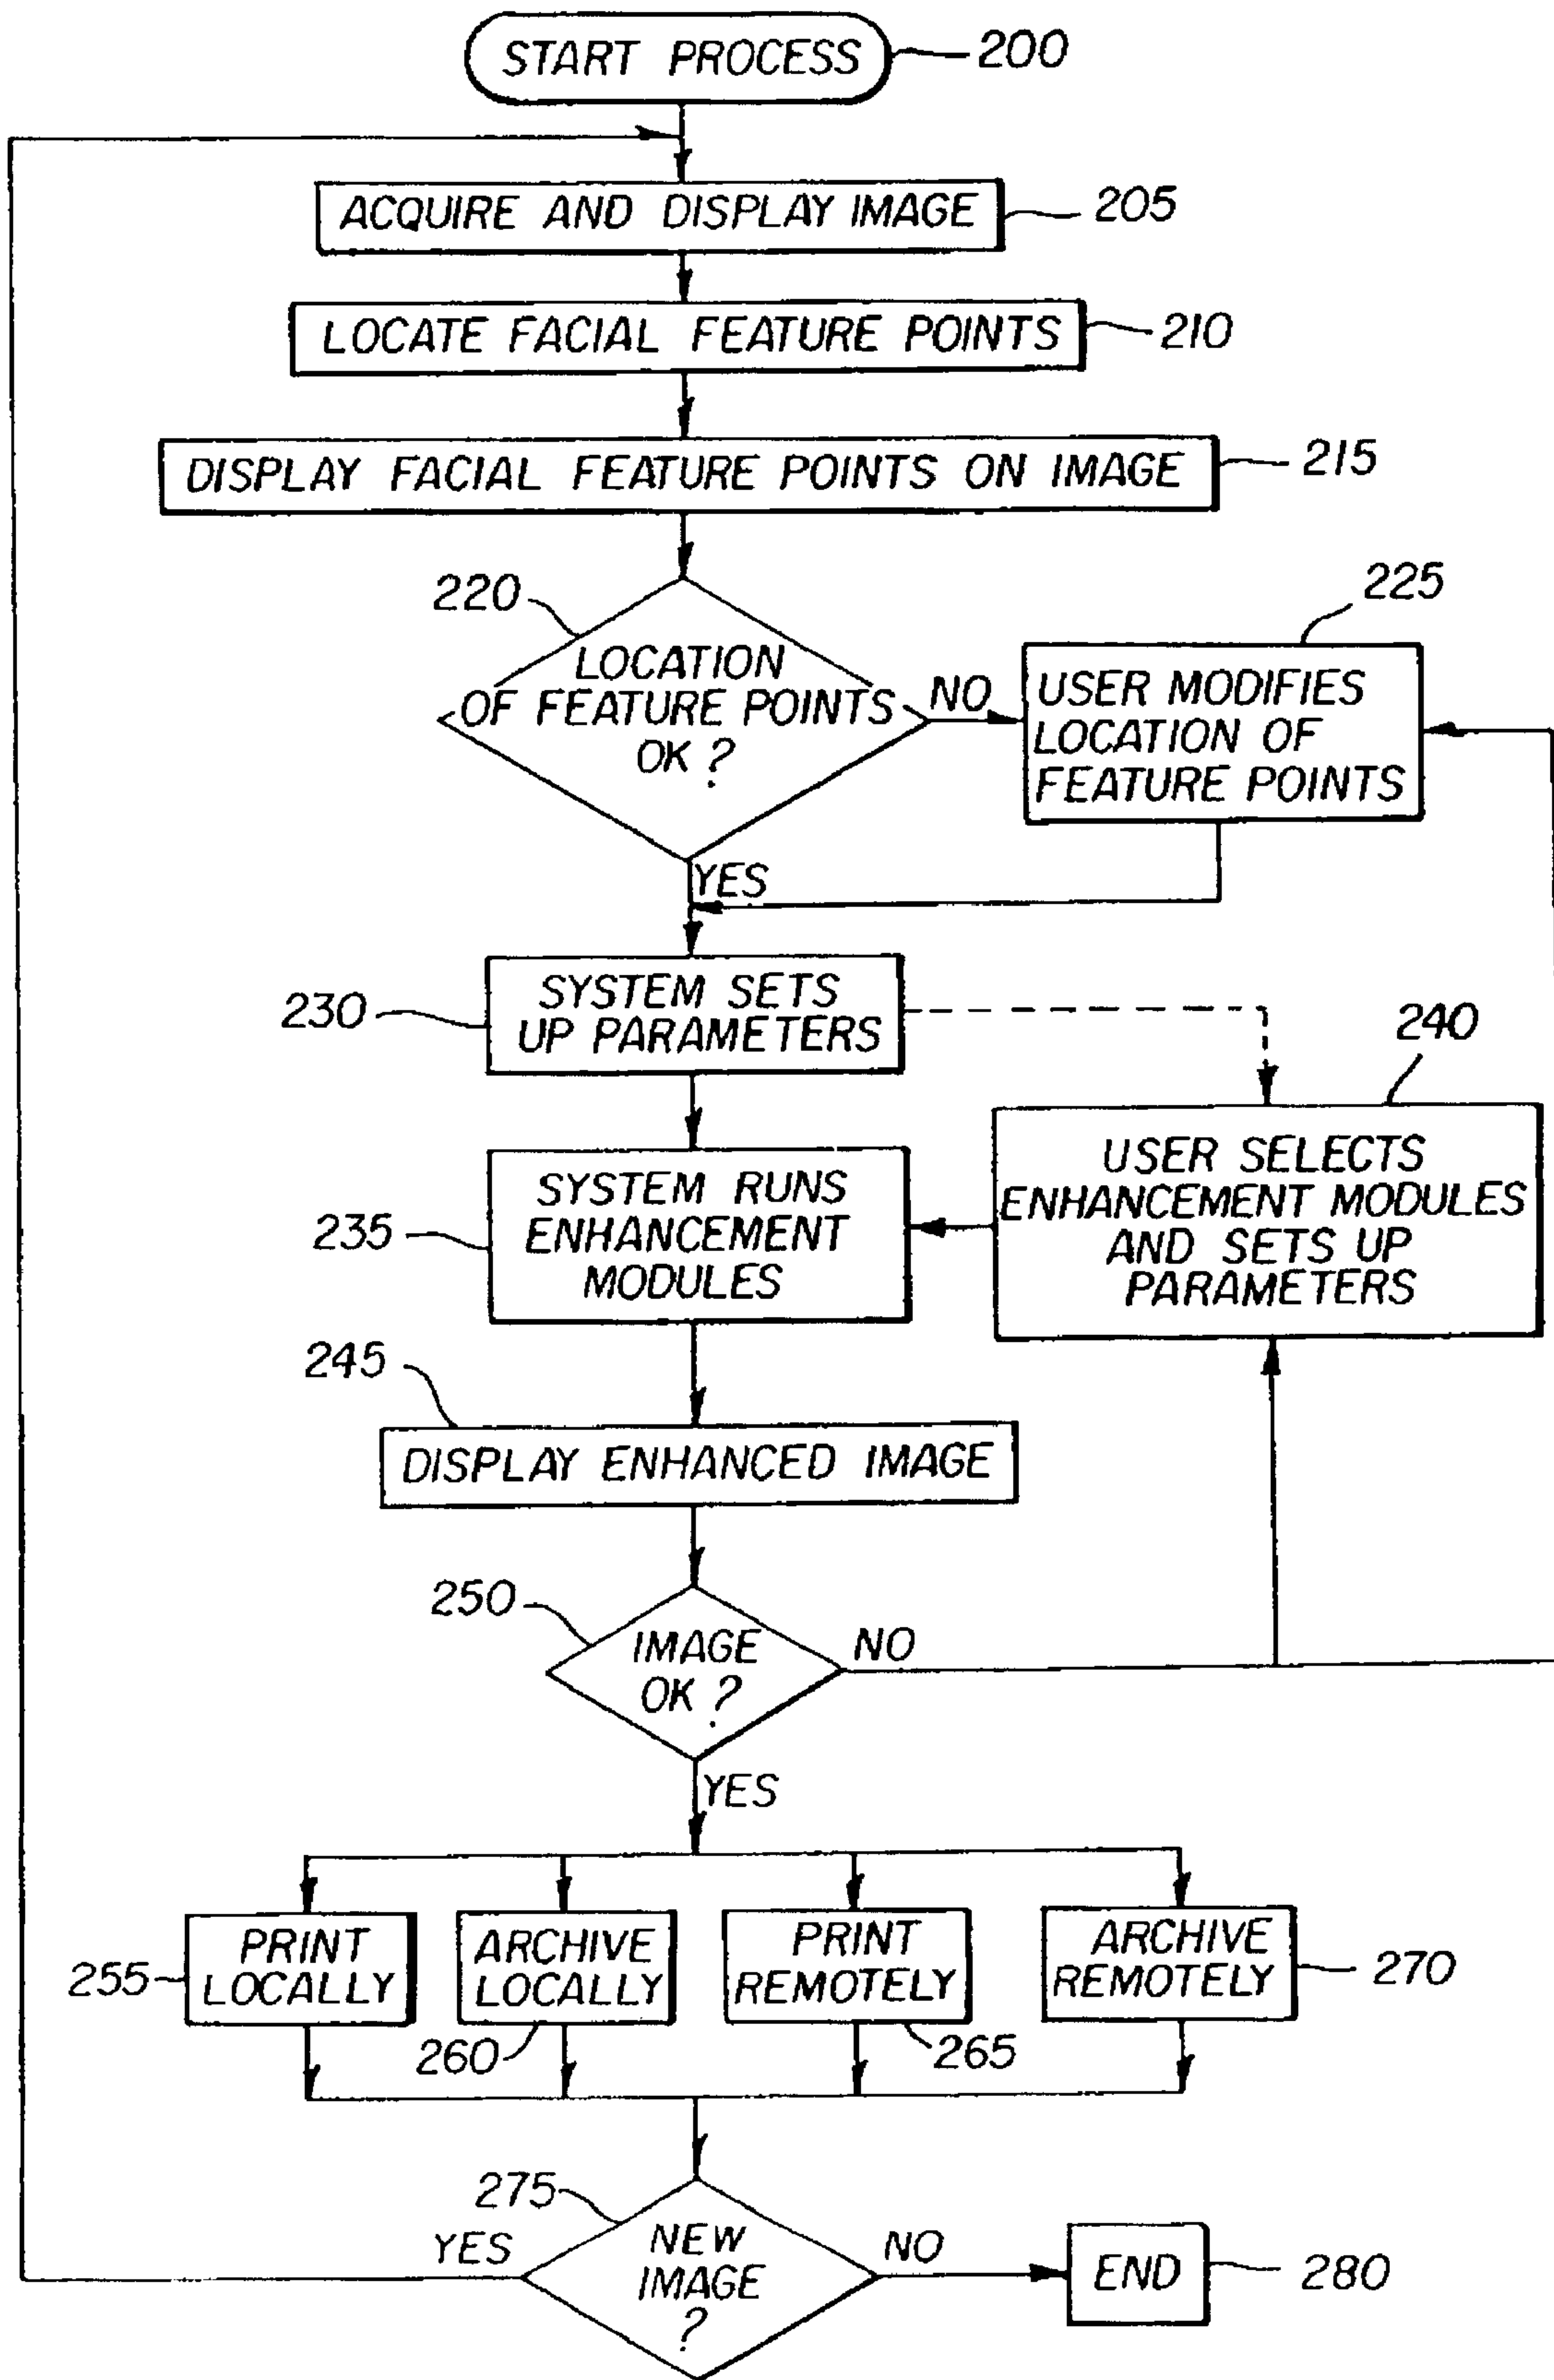 START PROCESS
200
ACQUIRE AND DISPLAY IMAGE
205
LOCATE FACIAL FEATURE POINTS
210
DISPLAY FACIAL FEATURE POINTS ON IMAGE
215
220
LOCATION
OF FEATURE POINTS
OK ?
NO
YES
225
USER MODIFIES
LOCATION OF
FEATURE POINTS
230
SYSTEM SETS
UP PARAMETERS
235
SYSTEM RUNS
ENHANCEMENT
MODULES
240
USER SELECTS
ENHANCEMENT MODULES
AND SETS UP
PARAMETERS
245
DISPLAY ENHANCED IMAGE
250
IMAGE
OK ?
NO
YES
255
PRINT
LOCALLY
ARCHIVE
LOCALLY
260
PRINT
REMOTELY
265
ARCHIVE
REMOTELY
270
275
NEW
IMAGE
?
YES
NO
END
280